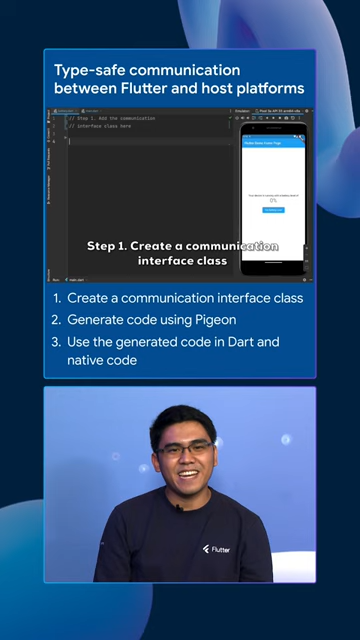 Type-safe communication
between Flutter and host platforms
// Step 1. Add the communication
// interface class here
0%
Step 1. Create a communication
interface class
1. Create a communication interface class
2. Generate code using Pigeon
3. Use the generated code in Dart and
native code
Flutter